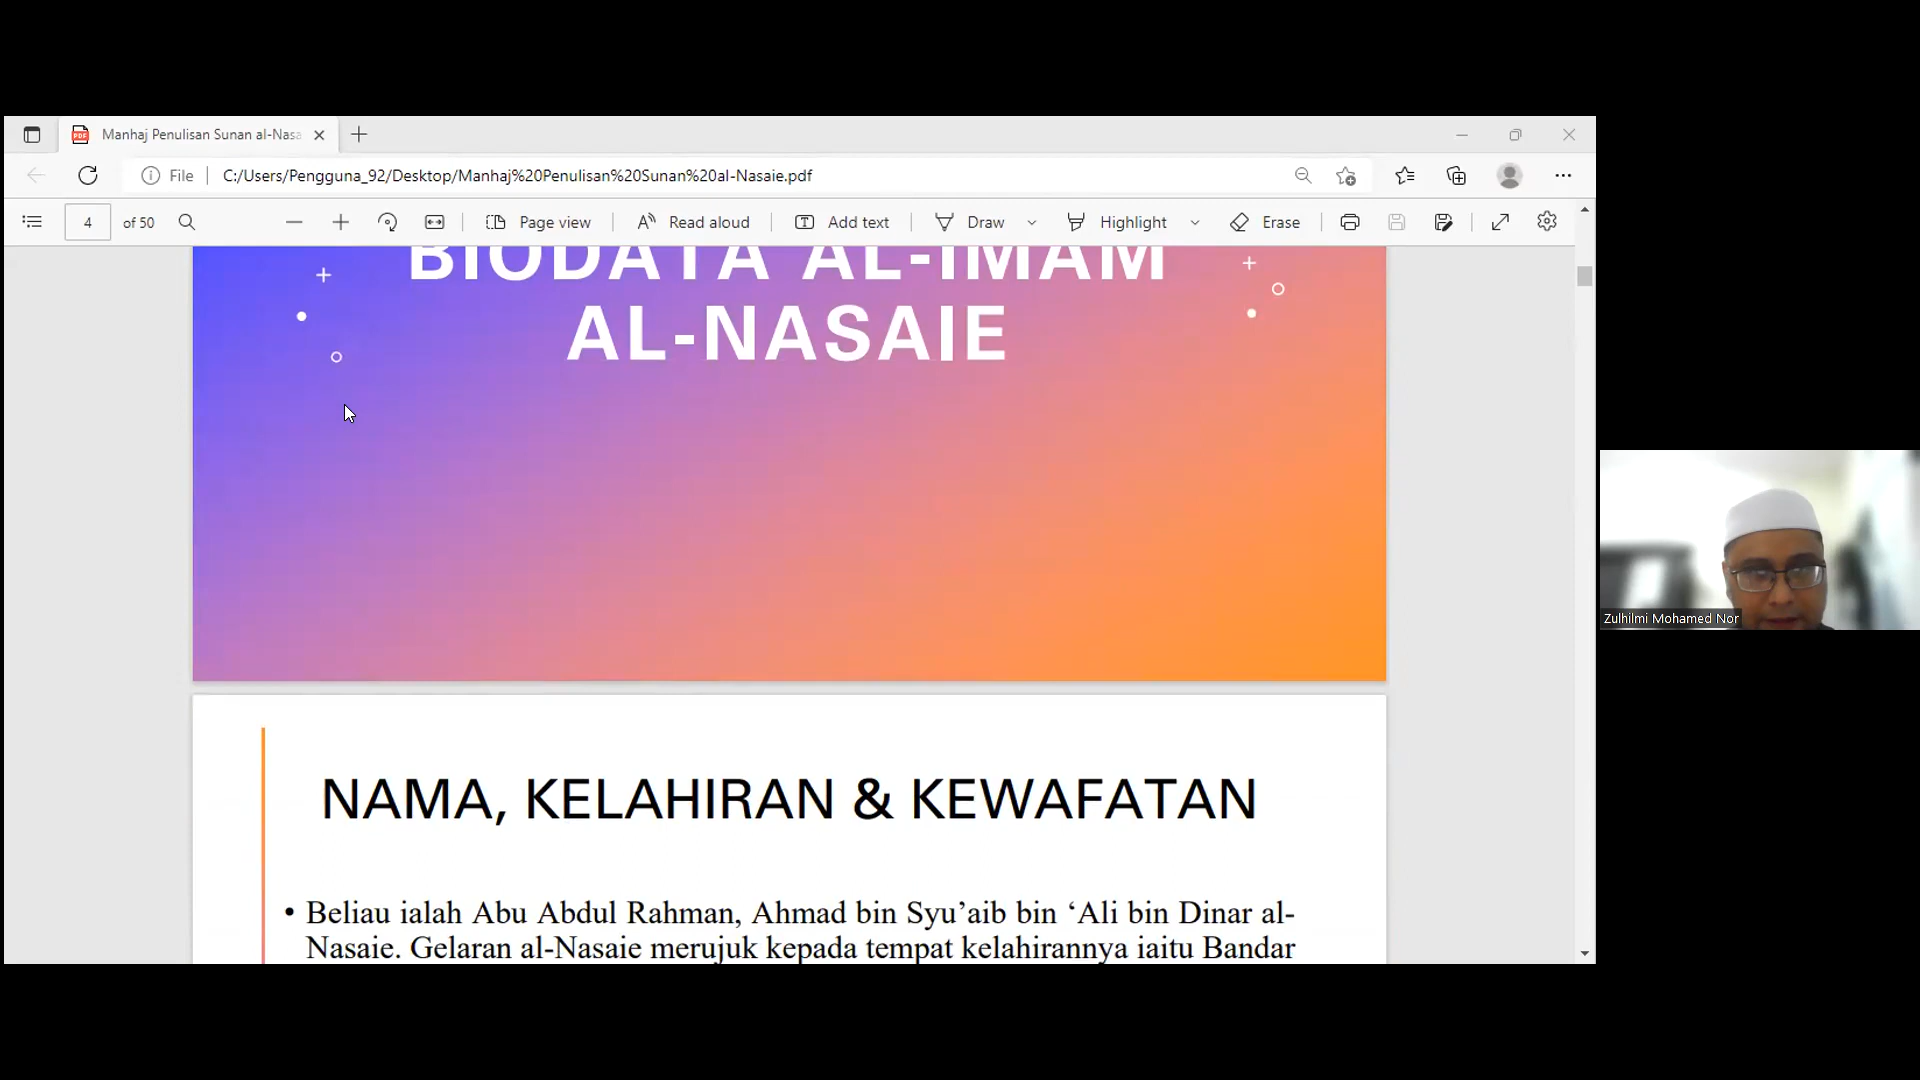 Manhaj Penulisan Sunan al-Nasa
File
C:/Users/Pengguna_92/Desktop/Manhaj%20Penulisan%20Sunan%20al-Nasaie.pdf
4 of 50
Page view
Read aloud
Add text
Draw
Highlight
Erase
BIODATA AL-IMAM
AL-NASAIE
NAMA, KELAHIRAN & KEWAFATAN
• Beliau ialah Abu Abdul Rahman, Ahmad bin Syu’aib bin ‘Ali bin Dinar al-
Nasaie. Gelaran al-Nasaie merujuk kepada tempat kelahirannya iaitu Bandar
Zulhilmi Mohamed Nor